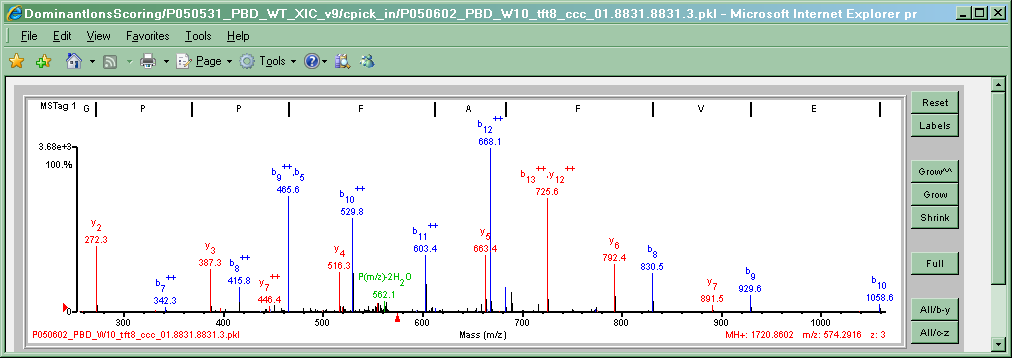 DominantIonsScoring/P050531_PBD_WT_XIC_v9/cpick_in/P050602_PBD_W10_tft8_ccc_01.8831.8831.3.pkl - Microsoft Internet Explorer pr
File Edit View Favorites Tools Help
Page Tools
MSTag 1 G P P F A F V E
3.68e+3
100.%
y2
272.3
b7++
342.3
y3
387.3
b8++
415.8
y7++
446.4
b9++,b5
465.6
y4
516.3
b10++
529.8
P(m/z)-2H2O
562.1
b11++
603.4
y5
663.4
b12++
668.1
b13++,y12++
725.6
y6
792.4
b8
830.5
y7
891.5
b9
929.6
b10
1058.6
300 400 500 600 700 800 900 1000
P050602_PBD_W10_tft8_ccc_01.8831.8831.3.pkl Mass (m/z) MH+: 1720.8602 m/z: 574.2916 z: 3
Reset
Labels
Grow^^
Grow
Shrink
Full
All/b-y
All/c-z